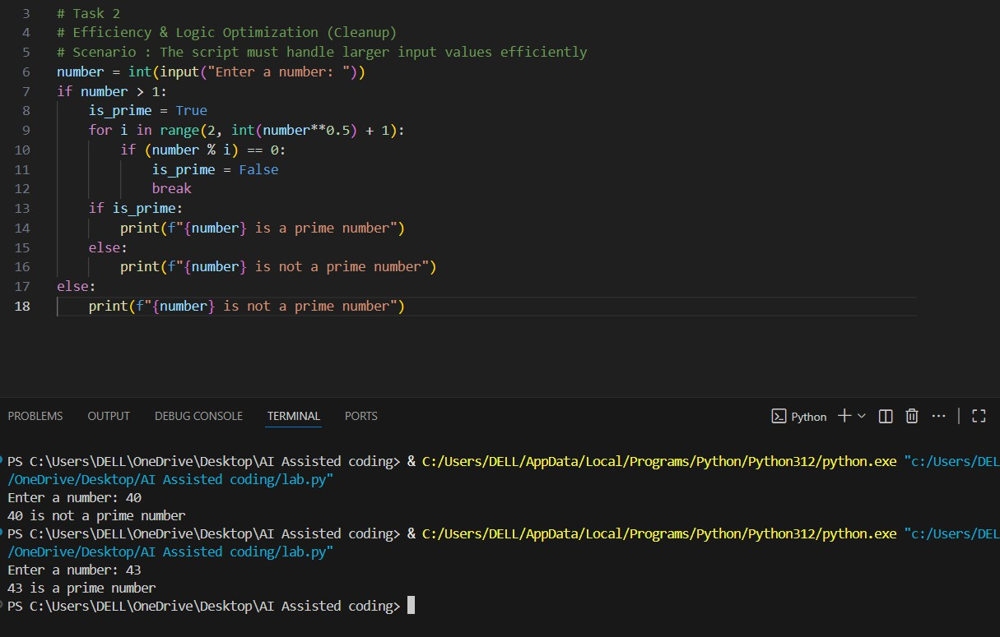 3 # Task 2
4 # Efficiency & Logic Optimization (Cleanup)
5 # Scenario : The script must handle larger input values efficiently
6 number = int(input("Enter a number: "))
7 if number > 1:
8     is_prime = True
9     for i in range(2, int(number**0.5) + 1):
10         if (number % i) == 0:
11             is_prime = False
12             break
13     if is_prime:
14         print(f"{number} is a prime number")
15     else:
16         print(f"{number} is not a prime number")
17 else:
18     print(f"{number} is not a prime number")
PROBLEMS OUTPUT DEBUG CONSOLE TERMINAL PORTS Python
PS C:\Users\DELL\OneDrive\Desktop\AI Assisted coding> & C:/Users/DELL/AppData/Local/Programs/Python/Python312/python.exe "c:/Users/DEL
/OneDrive/Desktop/AI Assisted coding/lab.py"
Enter a number: 40
40 is not a prime number
PS C:\Users\DELL\OneDrive\Desktop\AI Assisted coding> & C:/Users/DELL/AppData/Local/Programs/Python/Python312/python.exe "c:/Users/DEL
/OneDrive/Desktop/AI Assisted coding/lab.py"
Enter a number: 43
43 is a prime number
PS C:\Users\DELL\OneDrive\Desktop\AI Assisted coding>